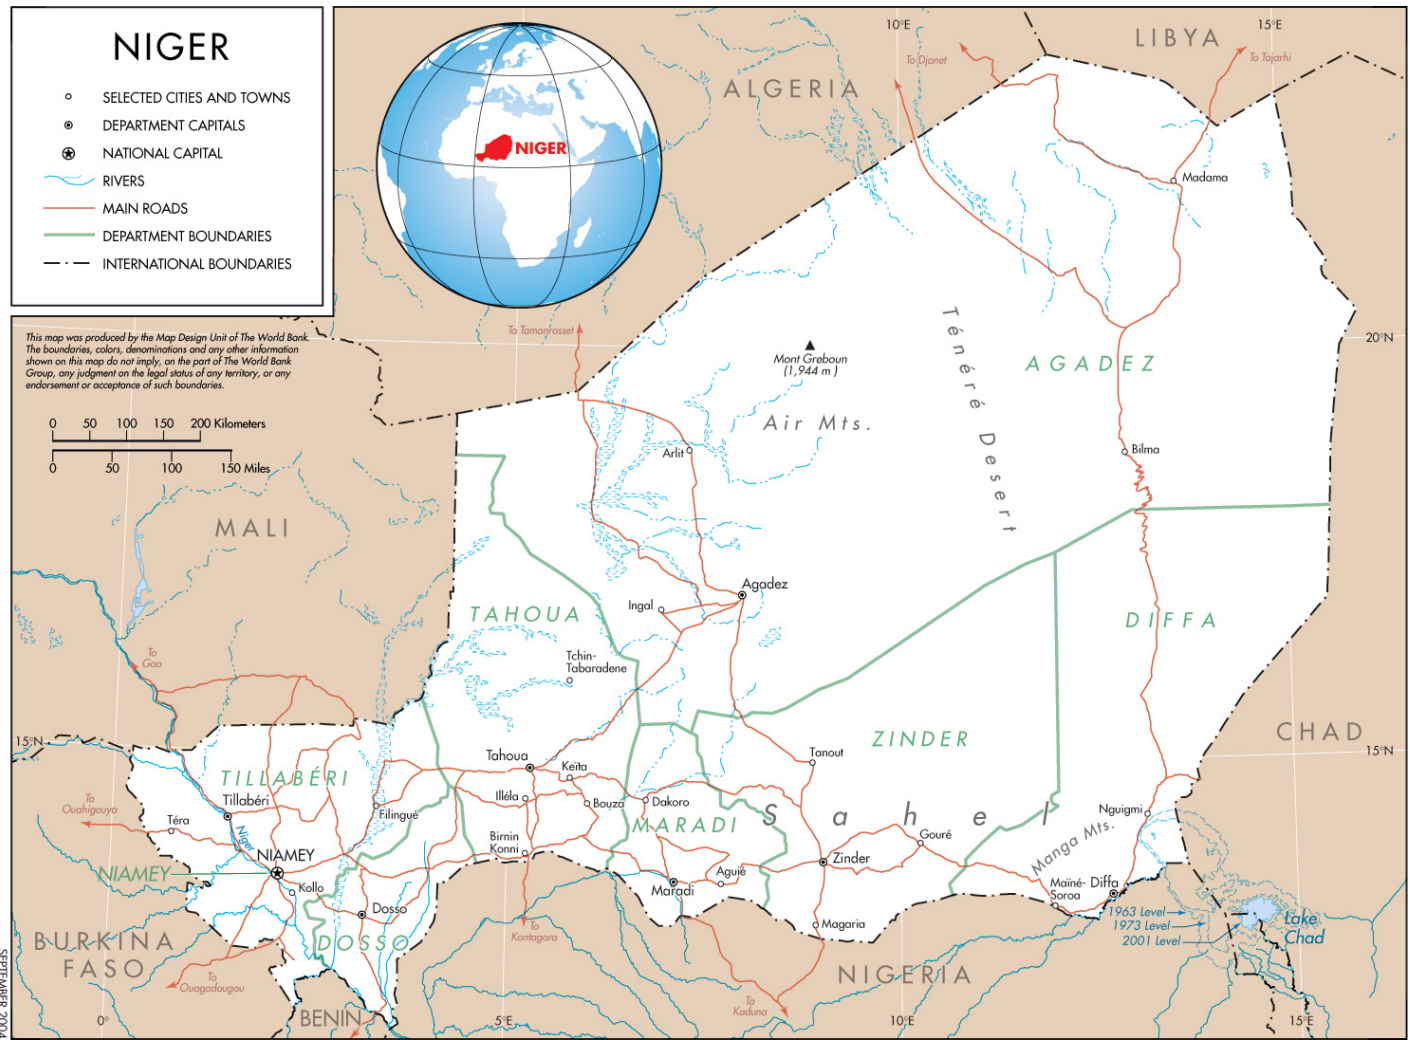 NIGER
SELECTED CITIES AND TOWNS
DEPARTMENT CAPITALS
NATIONAL CAPITAL
RIVERS
MAIN ROADS
DEPARTMENT BOUNDARIES
INTERNATIONAL BOUNDARIES
NIGER
This map was produced by the Map Design Unit of The World Bank.
The boundaries, colors, denominations and any other information
shown on this map do not imply, on the part of The World Bank
Group, any judgment on the legal status of any territory, or any
endorsement or acceptance of such boundaries.
0 50 100 150 200 Kilometers
0 50 100 150 Miles
10°E
15°E
LIBYA
To Djanet
To Tajarhi
ALGERIA
Madama
To Tamanrasset
20°N
Mont Greboun
(1,944 m)
Ténéré Desert
AGADEZ
Air Mts.
Arlit
Bilma
MALI
Agadez
Ingal
TAHOUA
DIFFA
Tchin-
Tabaradene
To
Gao
CHAD
15°N
ZINDER
Tanout
15°N
Tahoua
Keïta
TILLABÉRI
Tillabéri
Illéla
Bouza
Dakoro
To
Ouahigouya
Filingué
Téra
MARADI
Sahel
Nguigmi
Niger
Birnin
Konni
Gouré
Manga Mts.
NIAMEY
NIAMEY
Zinder
Aguié
Maradi
Kollo
Maïné-
Soroa
Diffa
Dosso
1963 Level
1973 Level
2001 Level
Lake
Chad
Magaria
BURKINA
FASO
DOSSO
To
Kantagora
NIGERIA
To
Ouagadougou
To
Kaduna
BENIN
0°
5°E
10°E
15°E
SEPTEMBER 2004